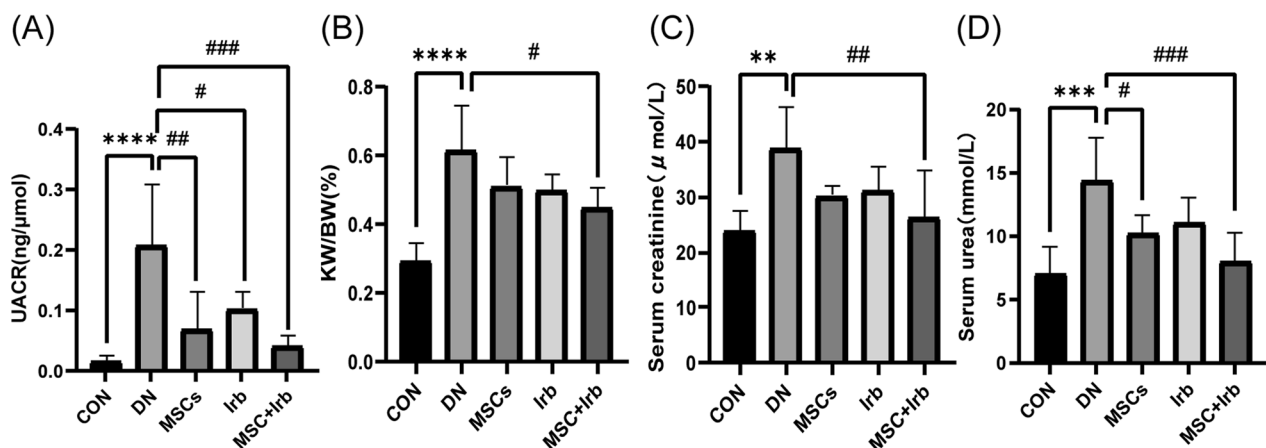 (A)
###
#
****
##
0.4
0.3
0.2
0.1
0.0
UACR(ng/μmol)
CON
DN
MSCs
Irb
MSC+Irb
(B)
****
#
0.8
0.6
0.4
0.2
0.0
KW/BW(%)
CON
DN
MSCs
Irb
MSC+Irb
(C)
**
##
50
40
30
20
10
0
Serum creatinine(μ mol/L)
CON
DN
MSCs
Irb
MSC+Irb
(D)
###
***
#
20
15
10
5
0
Serum urea(mmol/L)
CON
DN
MSCs
Irb
MSC+Irb